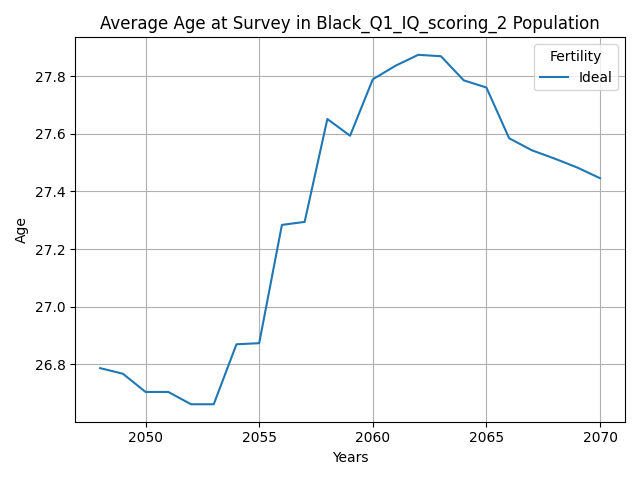 Average Age at Survey in Black_Q1_IQ_scoring_2 Population
Fertility
Ideal
Age
27.8
27.6
27.4
27.2
27.0
26.8
2050 2055 2060 2065 2070
Years